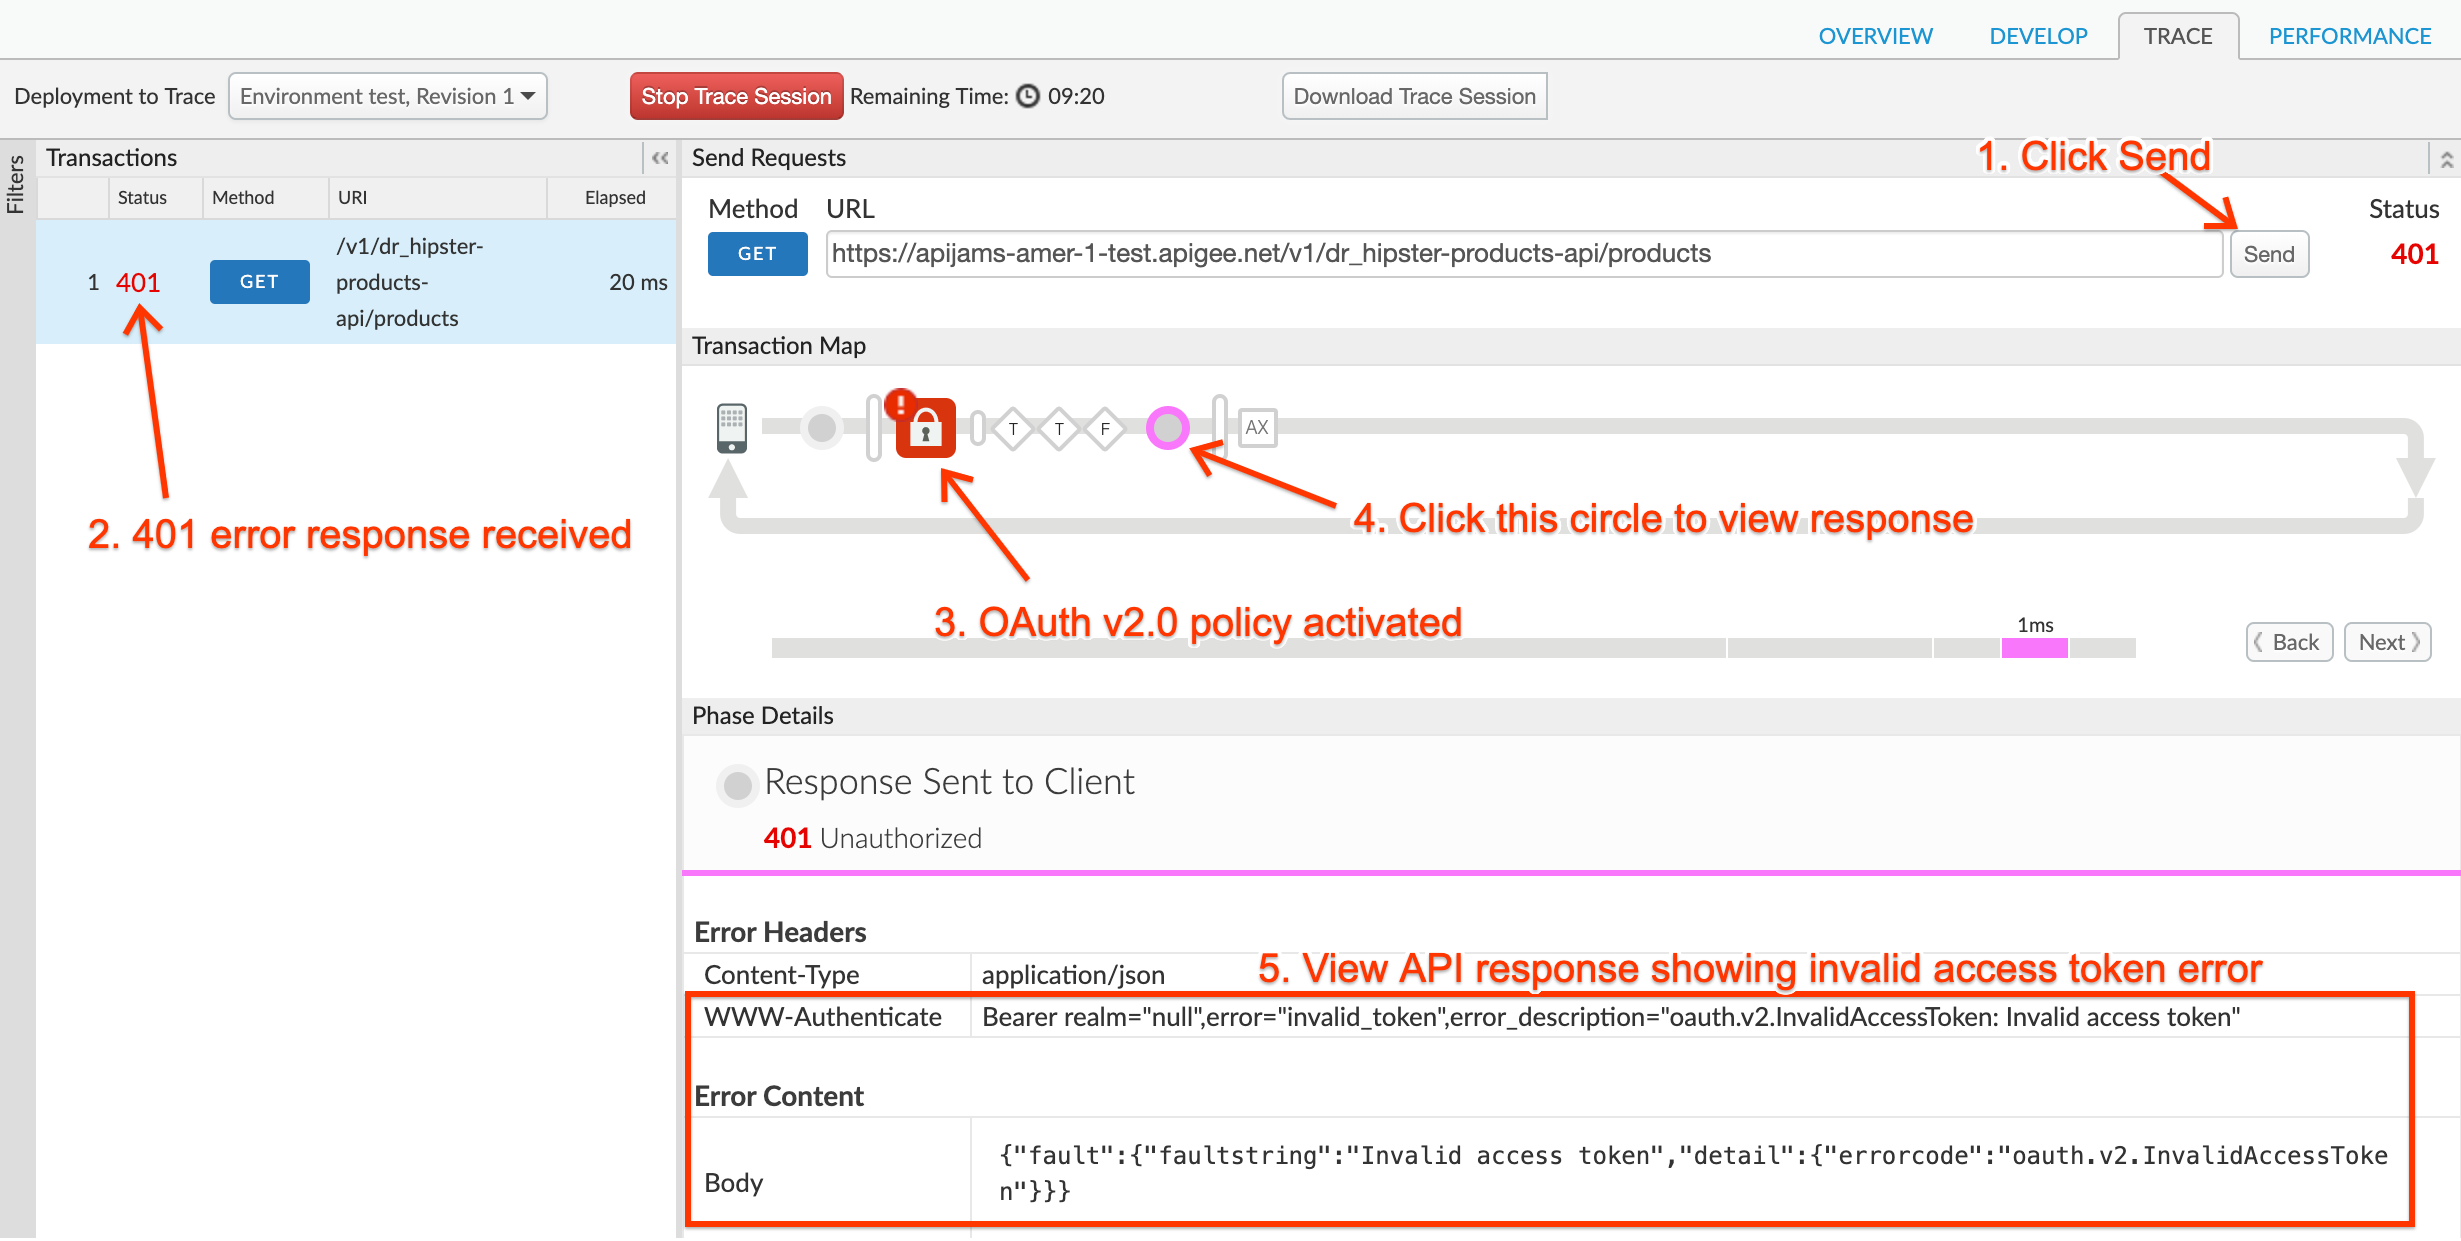 OVERVIEW DEVELOP TRACE PERFORMANCE
Deployment to Trace Environment test, Revision 1 Stop Trace Session Remaining Time: 09:20 Download Trace Session
Filters
Transactions
Status Method URI Elapsed
1 401 GET /v1/dr_hipster-
products-
api/products
20 ms
2. 401 error response received
Send Requests
1. Click Send
Method URL Status
GET https://apijams-amer-1-test.apigee.net/v1/dr_hipster-products-api/products Send 401
Transaction Map
! T T F AX
4. Click this circle to view response
3. OAuth v2.0 policy activated
1ms
Back Next
Phase Details
Response Sent to Client
401 Unauthorized
Error Headers
5. View API response showing invalid access token error
Content-Type application/json
WWW-Authenticate Bearer realm="null",error="invalid_token",error_description="oauth.v2.InvalidAccessToken: Invalid access token"
Error Content
Body
{"fault":{"faultstring":"Invalid access token","detail":{"errorcode":"oauth.v2.InvalidAccessToke
n"}}}